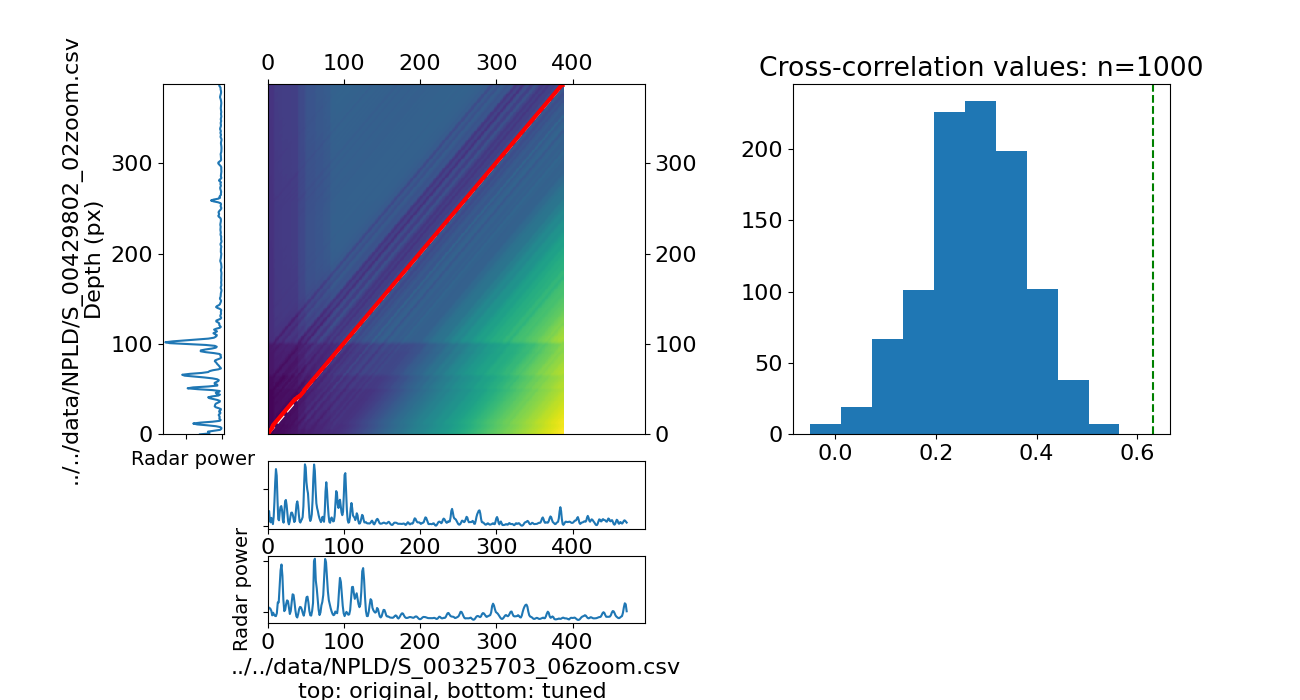 0 100 200 300 400
Cross-correlation values: n=1000
../../data/NPLD/S_00429802_02zoom.csv
Depth (px)
300
200
100
0
300
200
100
0
200
150
100
50
0
0.0 0.2 0.4 0.6
Radar power
0 100 200 300 400
Radar power
0 100 200 300 400
../../data/NPLD/S_00325703_06zoom.csv
top: original, bottom: tuned